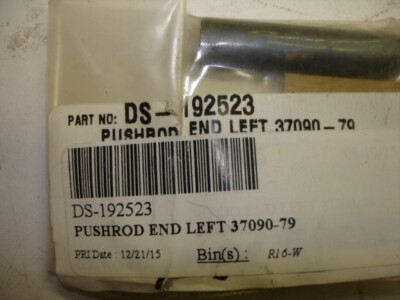 PART NO: DS-192523
PUSHROD END LEFT 37090-79
DS-192523
PUSHROD END LEFT 37090-79
PRI Date : 12/21/15 Bin(s) : R16-W